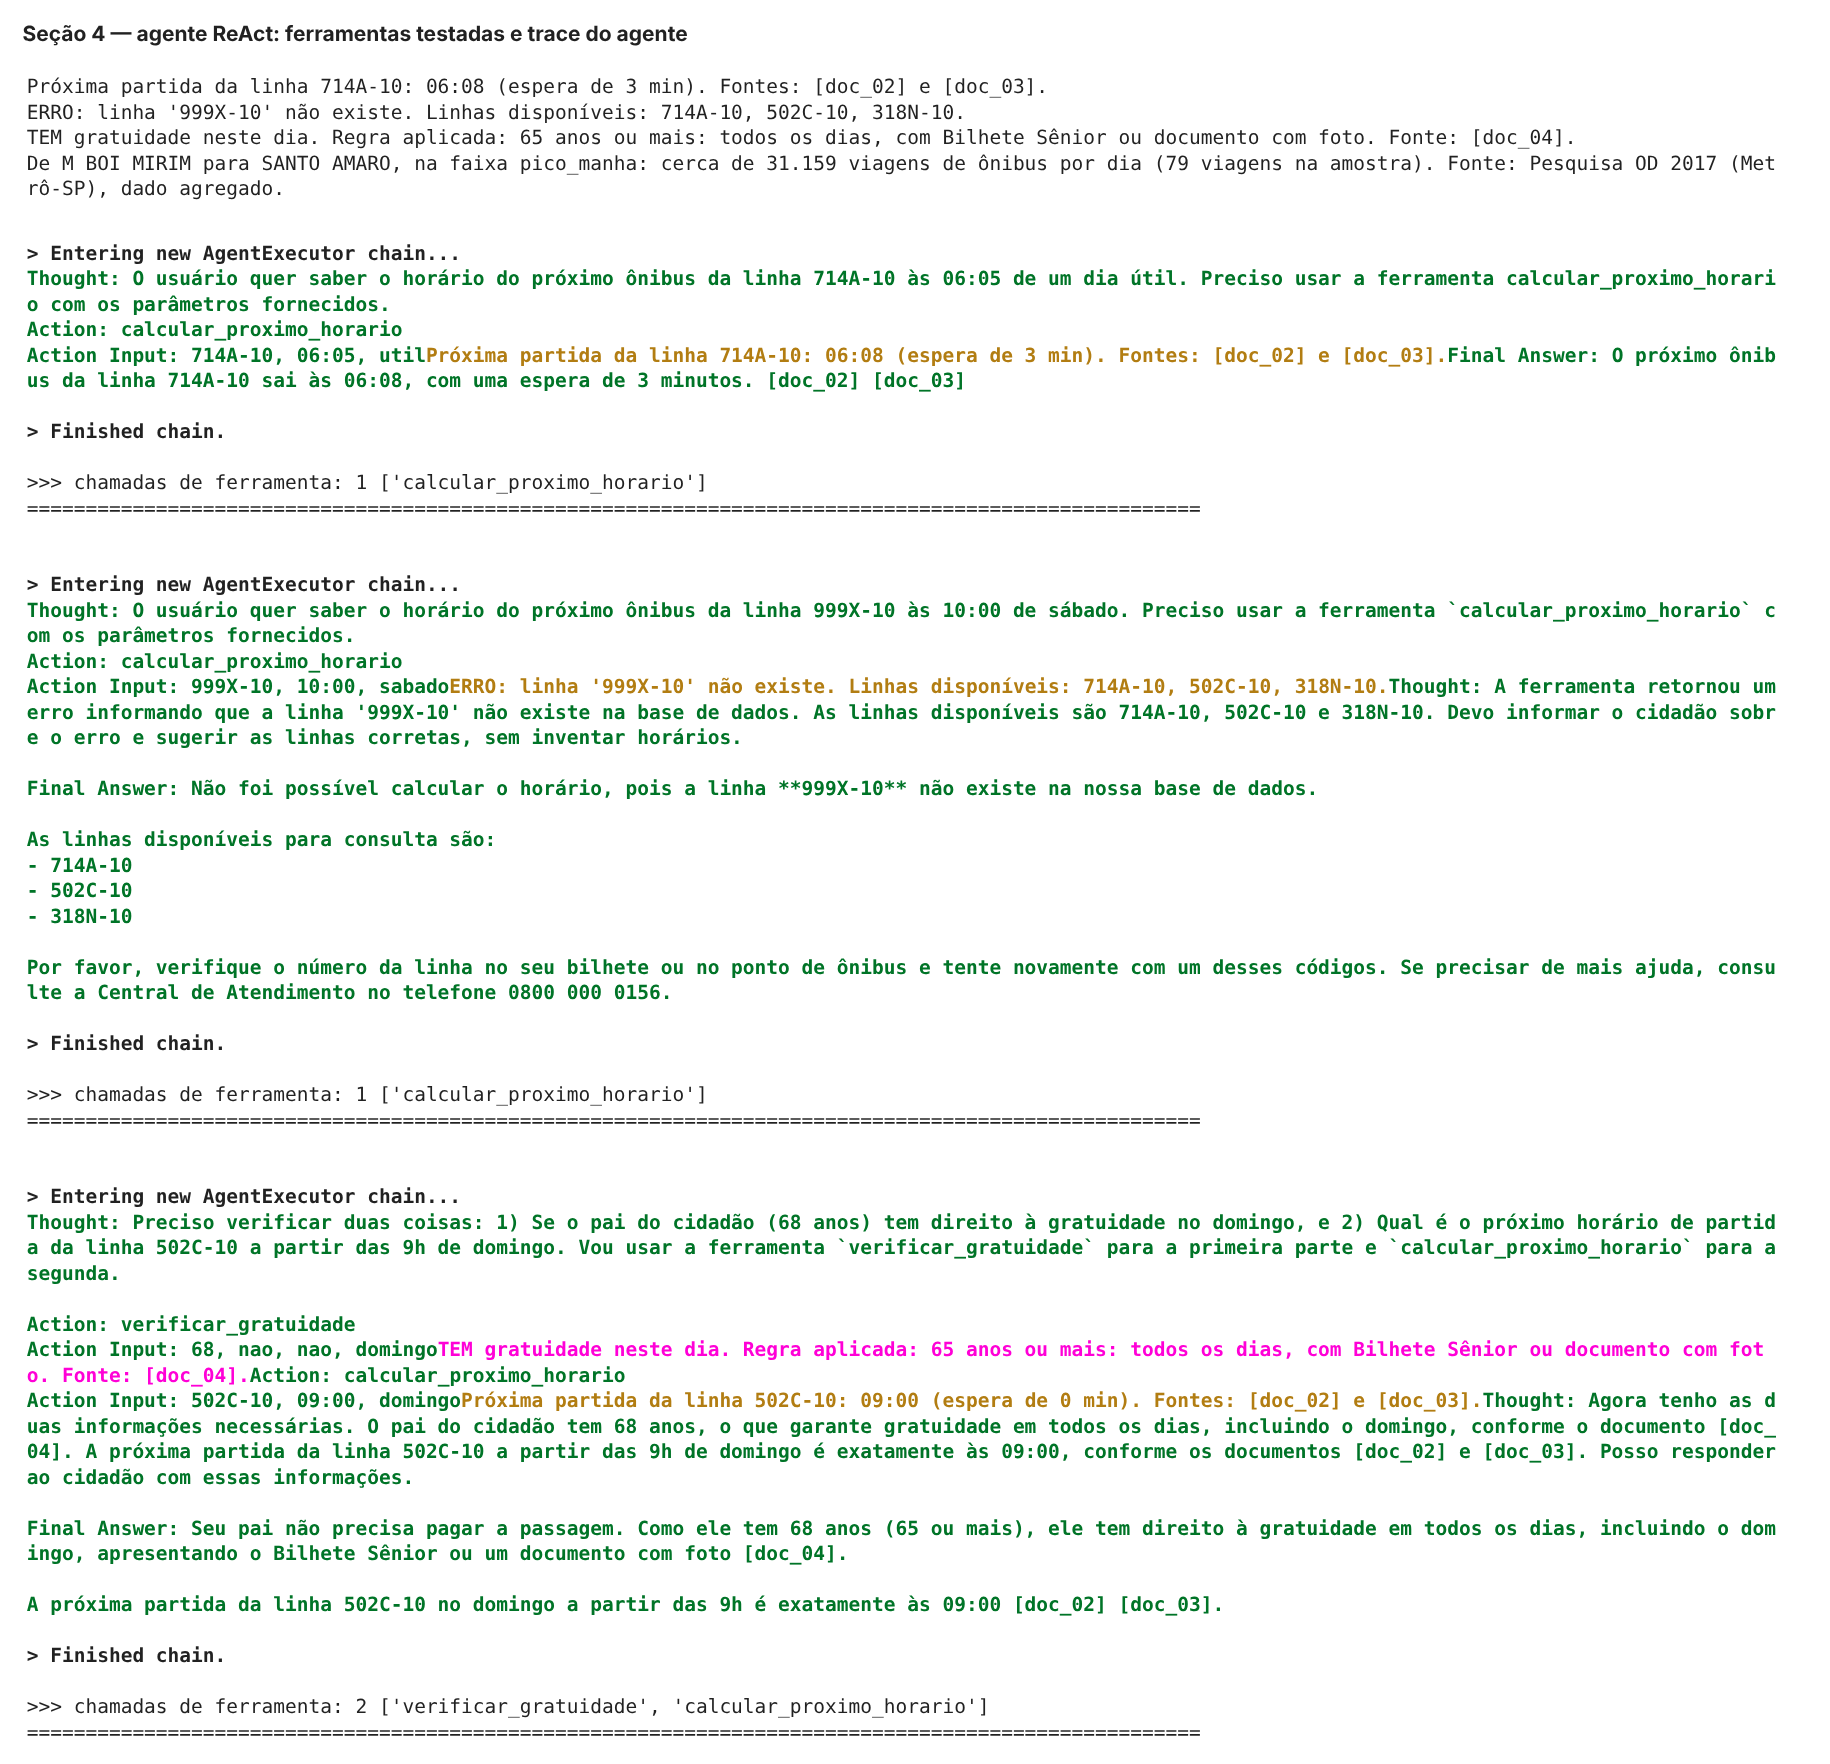 Seção 4 — agente ReAct: ferramentas testadas e trace do agente
Próxima partida da linha 714A-10: 06:08 (espera de 3 min). Fontes: [doc_02] e [doc_03].
ERRO: linha '999X-10' não existe. Linhas disponíveis: 714A-10, 502C-10, 318N-10.
TEM gratuidade neste dia. Regra aplicada: 65 anos ou mais: todos os dias, com Bilhete Sênior ou documento com foto. Fonte: [doc_04].
De M BOI MIRIM para SANTO AMARO, na faixa pico_manha: cerca de 31.159 viagens de ônibus por dia (79 viagens na amostra). Fonte: Pesquisa OD 2017 (Met
rô-SP), dado agregado.
> Entering new AgentExecutor chain...
Thought: O usuário quer saber o horário do próximo ônibus da linha 714A-10 às 06:05 de um dia útil. Preciso usar a ferramenta calcular_proximo_horari
o com os parâmetros fornecidos.
Action: calcular_proximo_horario
Action Input: 714A-10, 06:05, utilPróxima partida da linha 714A-10: 06:08 (espera de 3 min). Fontes: [doc_02] e [doc_03].Final Answer: O próximo ônib
us da linha 714A-10 sai às 06:08, com uma espera de 3 minutos. [doc_02] [doc_03]
> Finished chain.
>>> chamadas de ferramenta: 1 ['calcular_proximo_horario']
====================================================================================================
> Entering new AgentExecutor chain...
Thought: O usuário quer saber o horário do próximo ônibus da linha 999X-10 às 10:00 de sábado. Preciso usar a ferramenta `calcular_proximo_horario` c
om os parâmetros fornecidos.
Action: calcular_proximo_horario
Action Input: 999X-10, 10:00, sabadoERRO: linha '999X-10' não existe. Linhas disponíveis: 714A-10, 502C-10, 318N-10.Thought: A ferramenta retornou um
erro informando que a linha '999X-10' não existe na base de dados. As linhas disponíveis são 714A-10, 502C-10 e 318N-10. Devo informar o cidadão sobr
e o erro e sugerir as linhas corretas, sem inventar horários.
Final Answer: Não foi possível calcular o horário, pois a linha **999X-10** não existe na nossa base de dados.
As linhas disponíveis para consulta são:
- 714A-10
- 502C-10
- 318N-10
Por favor, verifique o número da linha no seu bilhete ou no ponto de ônibus e tente novamente com um desses códigos. Se precisar de mais ajuda, consu
lte a Central de Atendimento no telefone 0800 000 0156.
> Finished chain.
>>> chamadas de ferramenta: 1 ['calcular_proximo_horario']
====================================================================================================
> Entering new AgentExecutor chain...
Thought: Preciso verificar duas coisas: 1) Se o pai do cidadão (68 anos) tem direito à gratuidade no domingo, e 2) Qual é o próximo horário de partid
a da linha 502C-10 a partir das 9h de domingo. Vou usar a ferramenta `verificar_gratuidade` para a primeira parte e `calcular_proximo_horario` para a
segunda.
Action: verificar_gratuidade
Action Input: 68, nao, nao, domingoTEM gratuidade neste dia. Regra aplicada: 65 anos ou mais: todos os dias, com Bilhete Sênior ou documento com fot
o. Fonte: [doc_04].Action: calcular_proximo_horario
Action Input: 502C-10, 09:00, domingoPróxima partida da linha 502C-10: 09:00 (espera de 0 min). Fontes: [doc_02] e [doc_03].Thought: Agora tenho as d
uas informações necessárias. O pai do cidadão tem 68 anos, o que garante gratuidade em todos os dias, incluindo o domingo, conforme o documento [doc_
04]. A próxima partida da linha 502C-10 a partir das 9h de domingo é exatamente às 09:00, conforme os documentos [doc_02] e [doc_03]. Posso responder
ao cidadão com essas informações.
Final Answer: Seu pai não precisa pagar a passagem. Como ele tem 68 anos (65 ou mais), ele tem direito à gratuidade em todos os dias, incluindo o dom
ingo, apresentando o Bilhete Sênior ou um documento com foto [doc_04].
A próxima partida da linha 502C-10 no domingo a partir das 9h é exatamente às 09:00 [doc_02] [doc_03].
> Finished chain.
>>> chamadas de ferramenta: 2 ['verificar_gratuidade', 'calcular_proximo_horario']
====================================================================================================